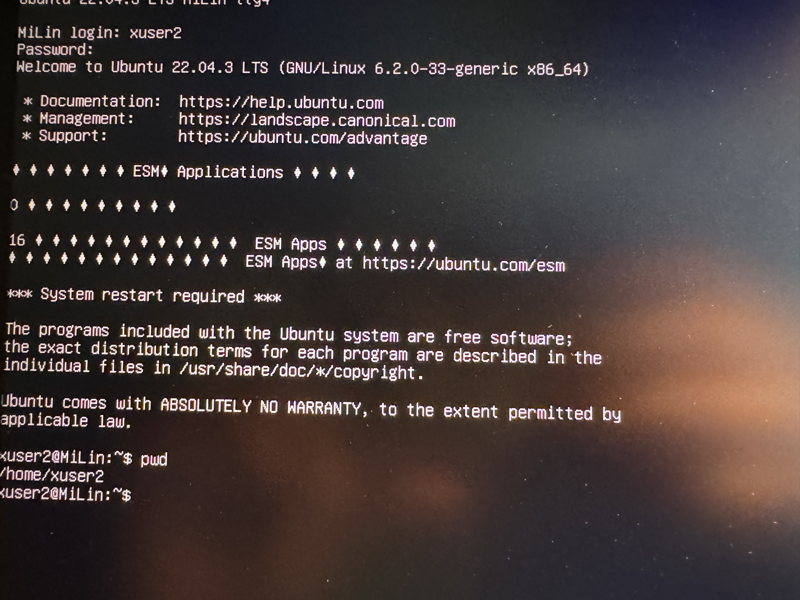 Ubuntu 22.04.3 LTS MiLin tty4
MiLin login: xuser2
Password:
Welcome to Ubuntu 22.04.3 LTS (GNU/Linux 6.2.0-33-generic x86_64)
* Documentation:  https://help.ubuntu.com
* Management:     https://landscape.canonical.com
* Support:        https://ubuntu.com/advantage
♦ ♦ ♦ ♦ ♦ ♦ ♦ ESM♦ Applications ♦ ♦ ♦ ♦
0 ♦ ♦ ♦ ♦ ♦ ♦ ♦ ♦ ♦
16 ♦ ♦ ♦ ♦ ♦ ♦ ♦ ♦ ♦ ♦ ♦ ♦  ESM Apps ♦ ♦ ♦ ♦ ♦ ♦
♦ ♦ ♦ ♦ ♦ ♦ ♦ ♦ ♦ ♦ ♦ ♦ ♦  ESM Apps♦ at https://ubuntu.com/esm
*** System restart required ***
The programs included with the Ubuntu system are free software;
the exact distribution terms for each program are described in the
individual files in /usr/share/doc/*/copyright.
Ubuntu comes with ABSOLUTELY NO WARRANTY, to the extent permitted by
applicable law.
xuser2@MiLin:~$ pwd
/home/xuser2
xuser2@MiLin:~$